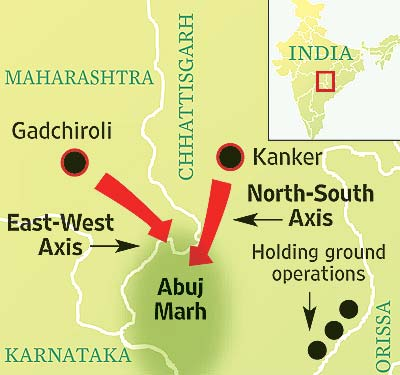 INDIA
MAHARASHTRA
CHHATTISGARH
Gadchiroli
Kanker
North-South
Axis
East-West
Axis
Holding ground
operations
Abuj
Marh
ORISSA
KARNATAKA